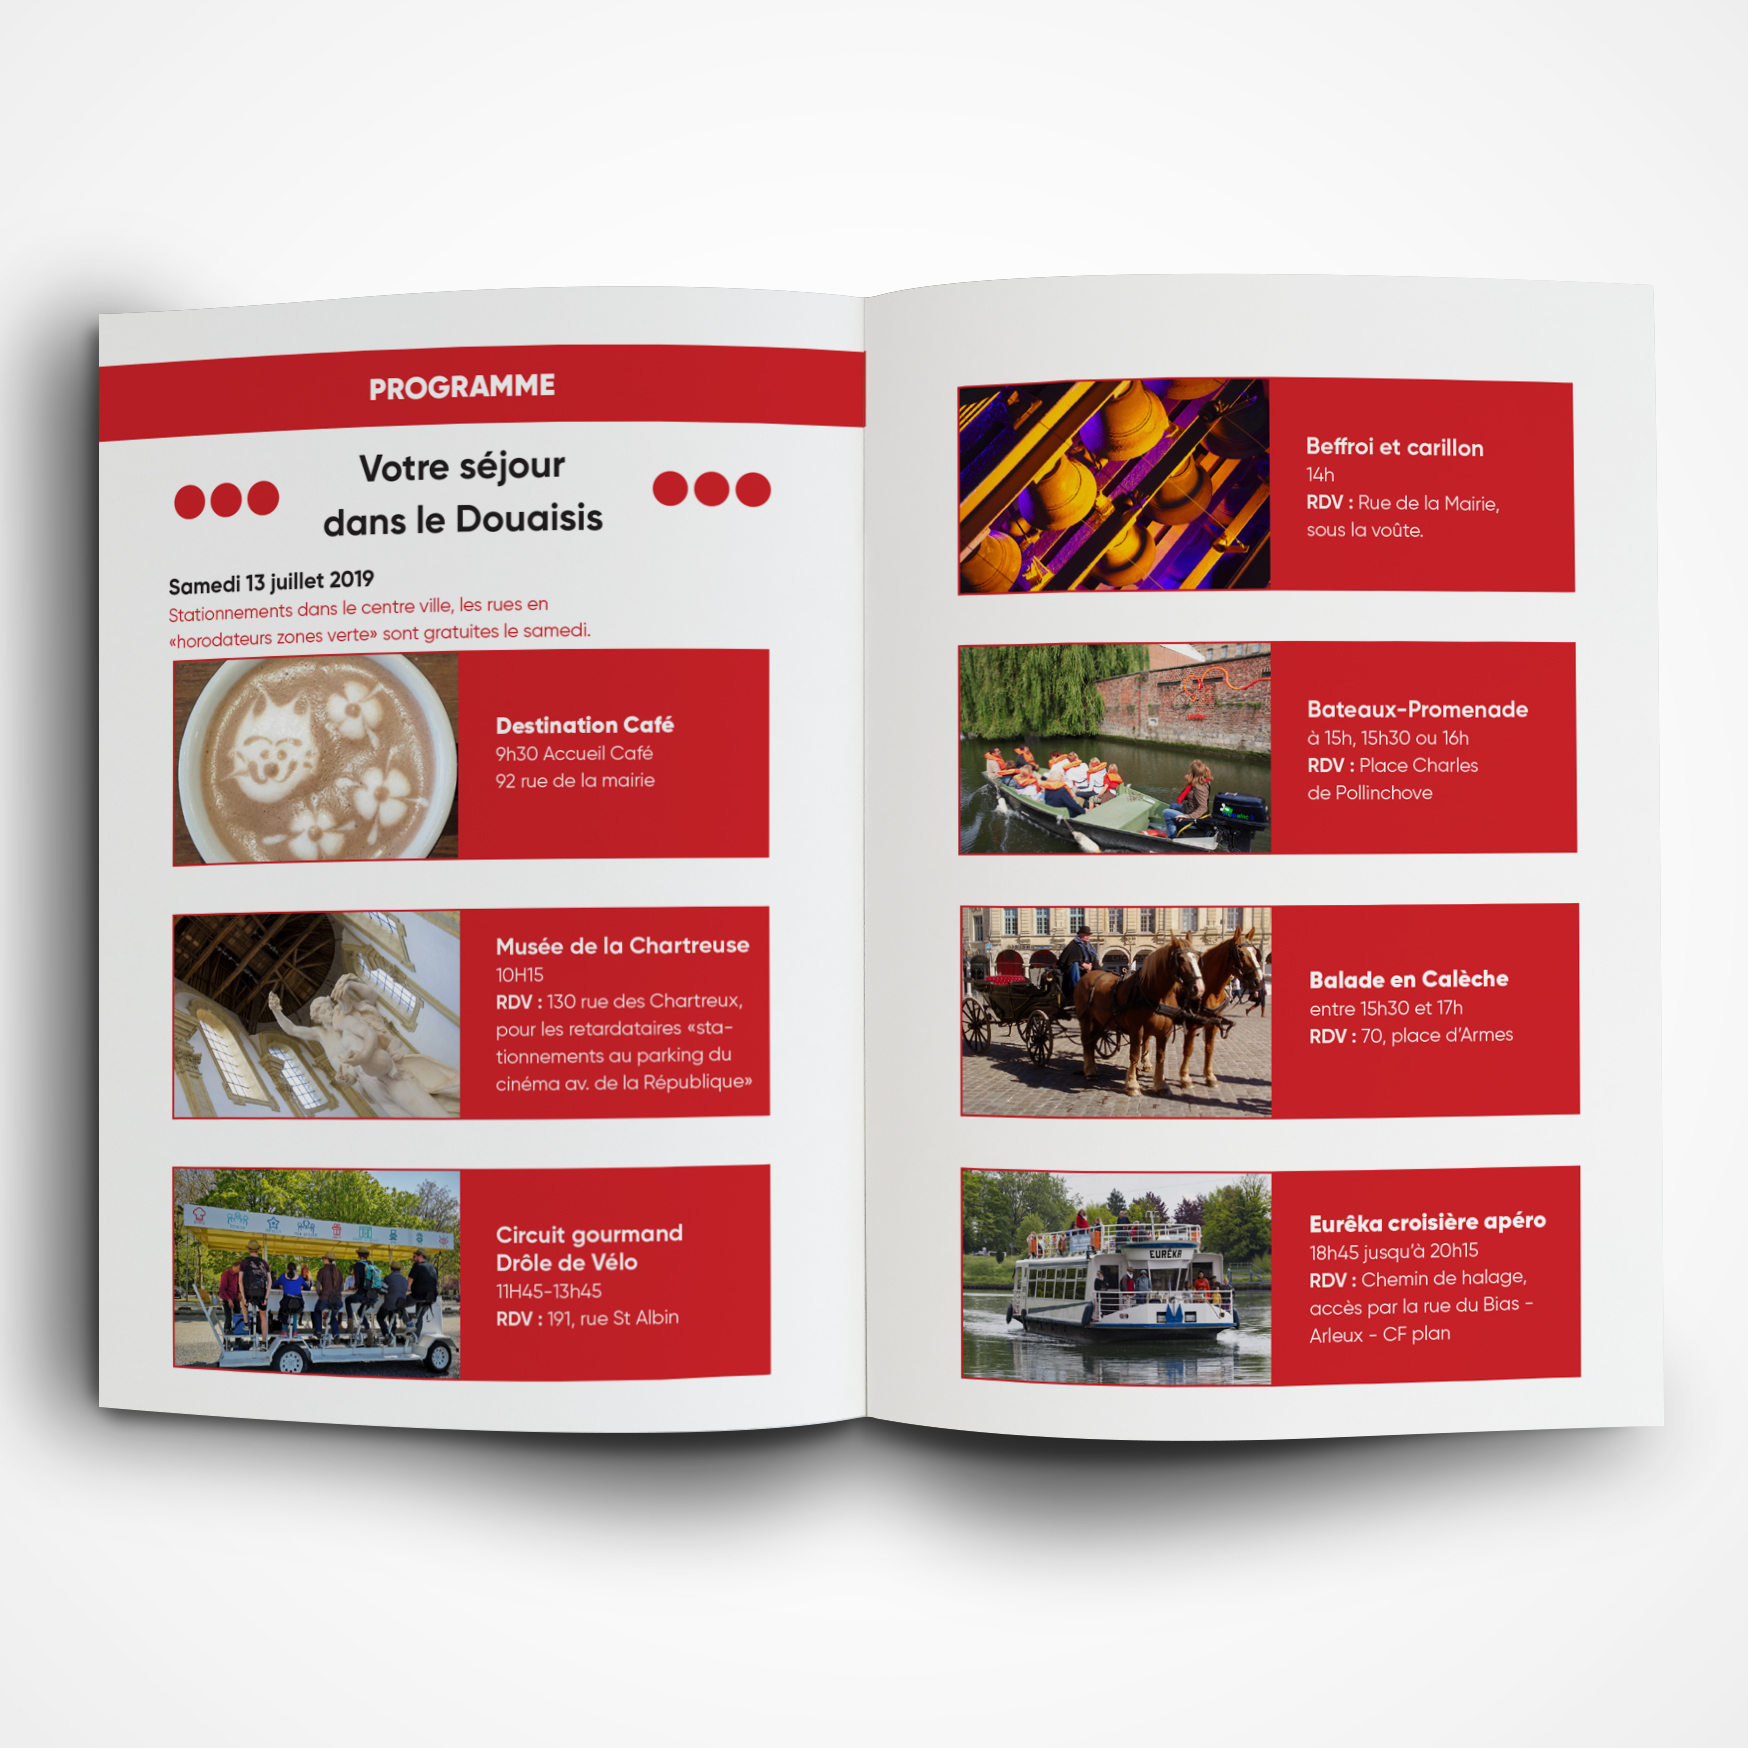 PROGRAMME
Votre séjour
dans le Douaisis
Samedi 13 juillet 2019
Stationnements dans le centre ville, les rues en
«horodateurs zones verte» sont gratuites le samedi.
Destination Café
9h30 Accueil Café
92 rue de la mairie
Musée de la Chartreuse
10H15
RDV : 130 rue des Chartreux,
pour les retardataires «sta-
tionnements au parking du
cinéma av. de la République»
Circuit gourmand
Drôle de Vélo
11H45-13h45
RDV : 191, rue St Albin
Beffroi et carillon
14h
RDV : Rue de la Mairie,
sous la voûte.
Bateaux-Promenade
à 15h, 15h30 ou 16h
RDV : Place Charles
de Pollinchove
Balade en Calèche
entre 15h30 et 17h
RDV : 70, place d'Armes
EURÊKA
Eurêka croisière apéro
18h45 jusqu'à 20h15
RDV : Chemin de halage,
accès par la rue du Bias -
Arleux - CF plan